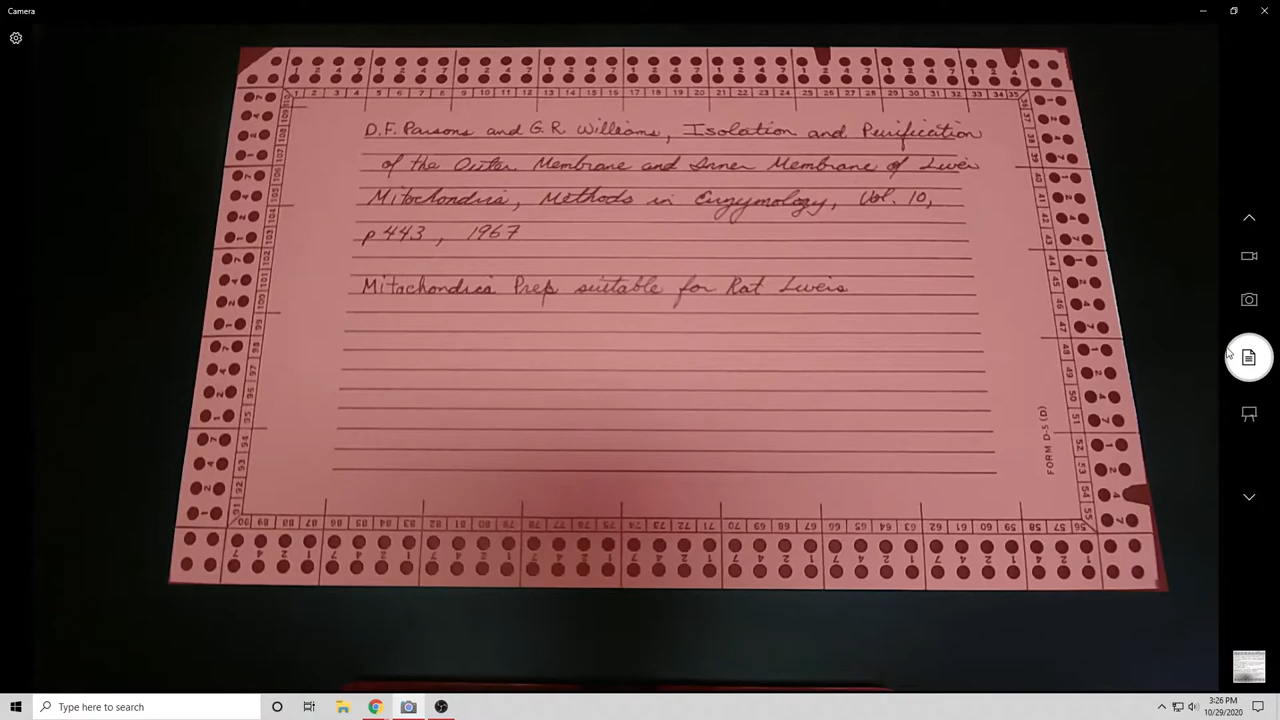 Camera
D.F. Parsons and G.R. Williams, Isolation and Purification
of the Outer Membrane and Inner Membrane of Liver
Mitochondria, Methods in Enzymology, Vol. 10,
p 443, 1967
Mitochondria Prep suitable for Rat Livers
FORM D-5 (D)
Type here to search
3:26 PM
10/29/2020